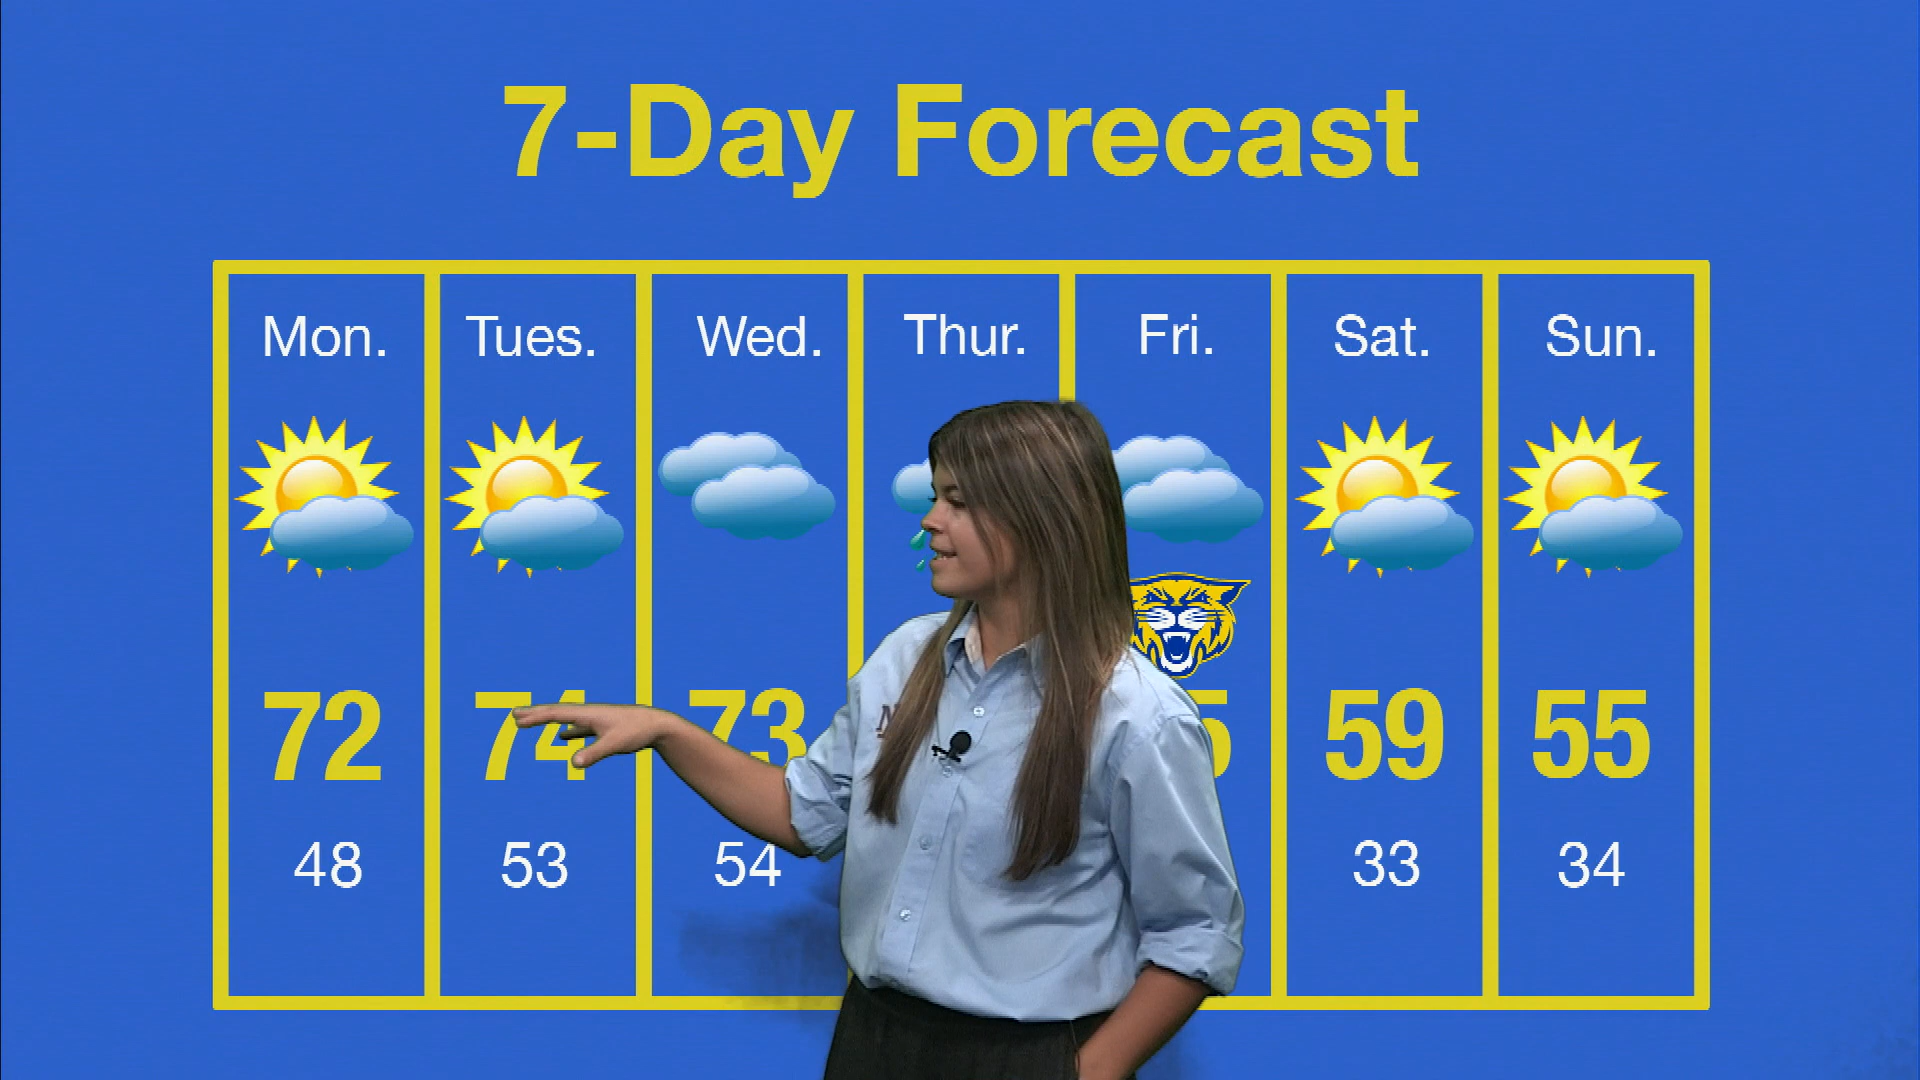 7-Day Forecast
Mon. Tues. Wed. Thur. Fri. Sat. Sun.
72 74 73 59 55
48 53 54 33 34